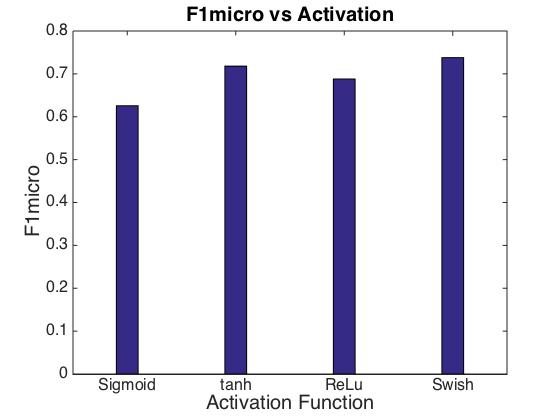 F1micro vs Activation
F1micro
0.8
0.7
0.6
0.5
0.4
0.3
0.2
0.1
0
Sigmoid tanh ReLu Swish
Activation Function